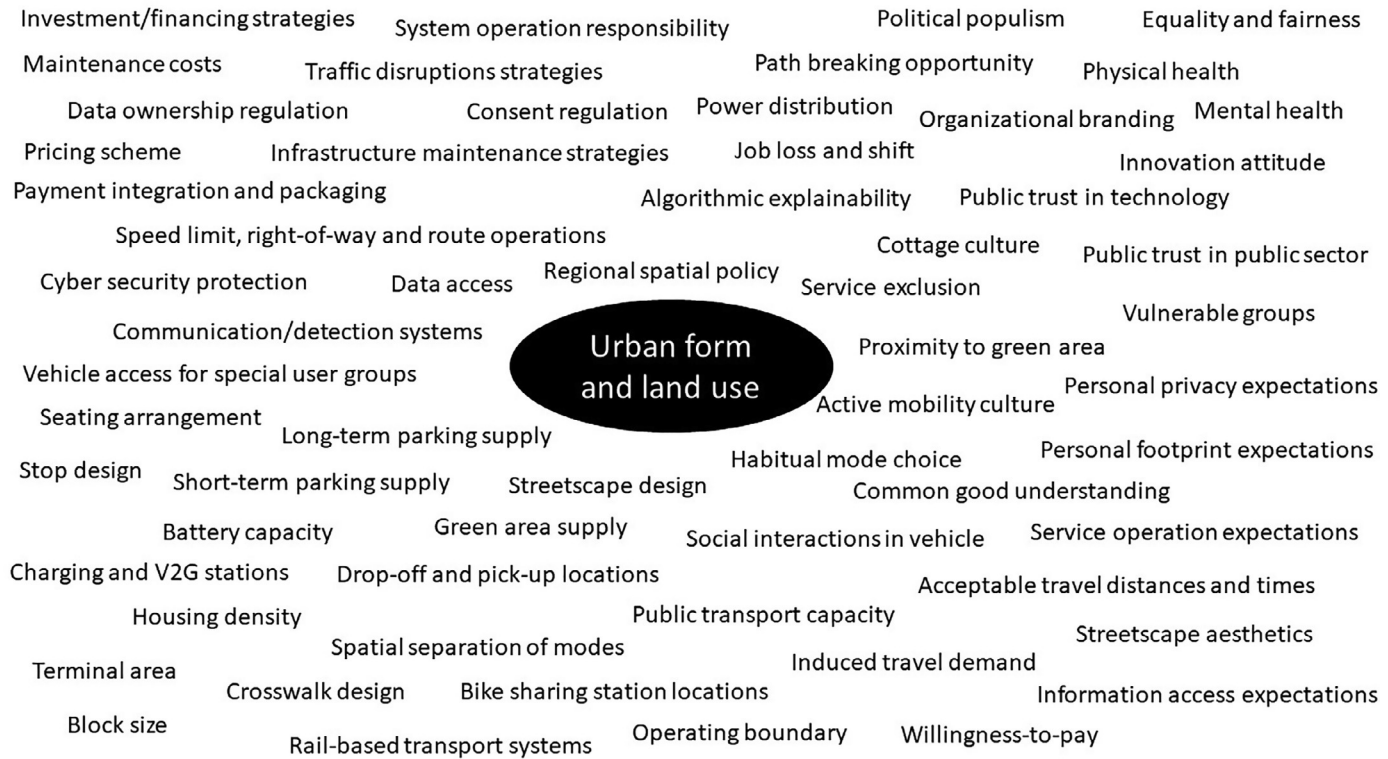 Investment/financing strategies
System operation responsibility
Political populism
Equality and fairness
Maintenance costs
Traffic disruptions strategies
Path breaking opportunity
Physical health
Data ownership regulation
Consent regulation
Power distribution
Organizational branding
Mental health
Pricing scheme
Infrastructure maintenance strategies
Job loss and shift
Innovation attitude
Payment integration and packaging
Algorithmic explainability
Public trust in technology
Speed limit, right-of-way and route operations
Cottage culture
Public trust in public sector
Cyber security protection
Data access
Regional spatial policy
Service exclusion
Vulnerable groups
Communication/detection systems
Urban form
and land use
Proximity to green area
Vehicle access for special user groups
Personal privacy expectations
Seating arrangement
Active mobility culture
Long-term parking supply
Habitual mode choice
Personal footprint expectations
Stop design
Short-term parking supply
Streetscape design
Common good understanding
Battery capacity
Green area supply
Social interactions in vehicle
Service operation expectations
Charging and V2G stations
Drop-off and pick-up locations
Acceptable travel distances and times
Housing density
Public transport capacity
Streetscape aesthetics
Spatial separation of modes
Terminal area
Induced travel demand
Crosswalk design
Bike sharing station locations
Information access expectations
Block size
Rail-based transport systems
Operating boundary
Willingness-to-pay